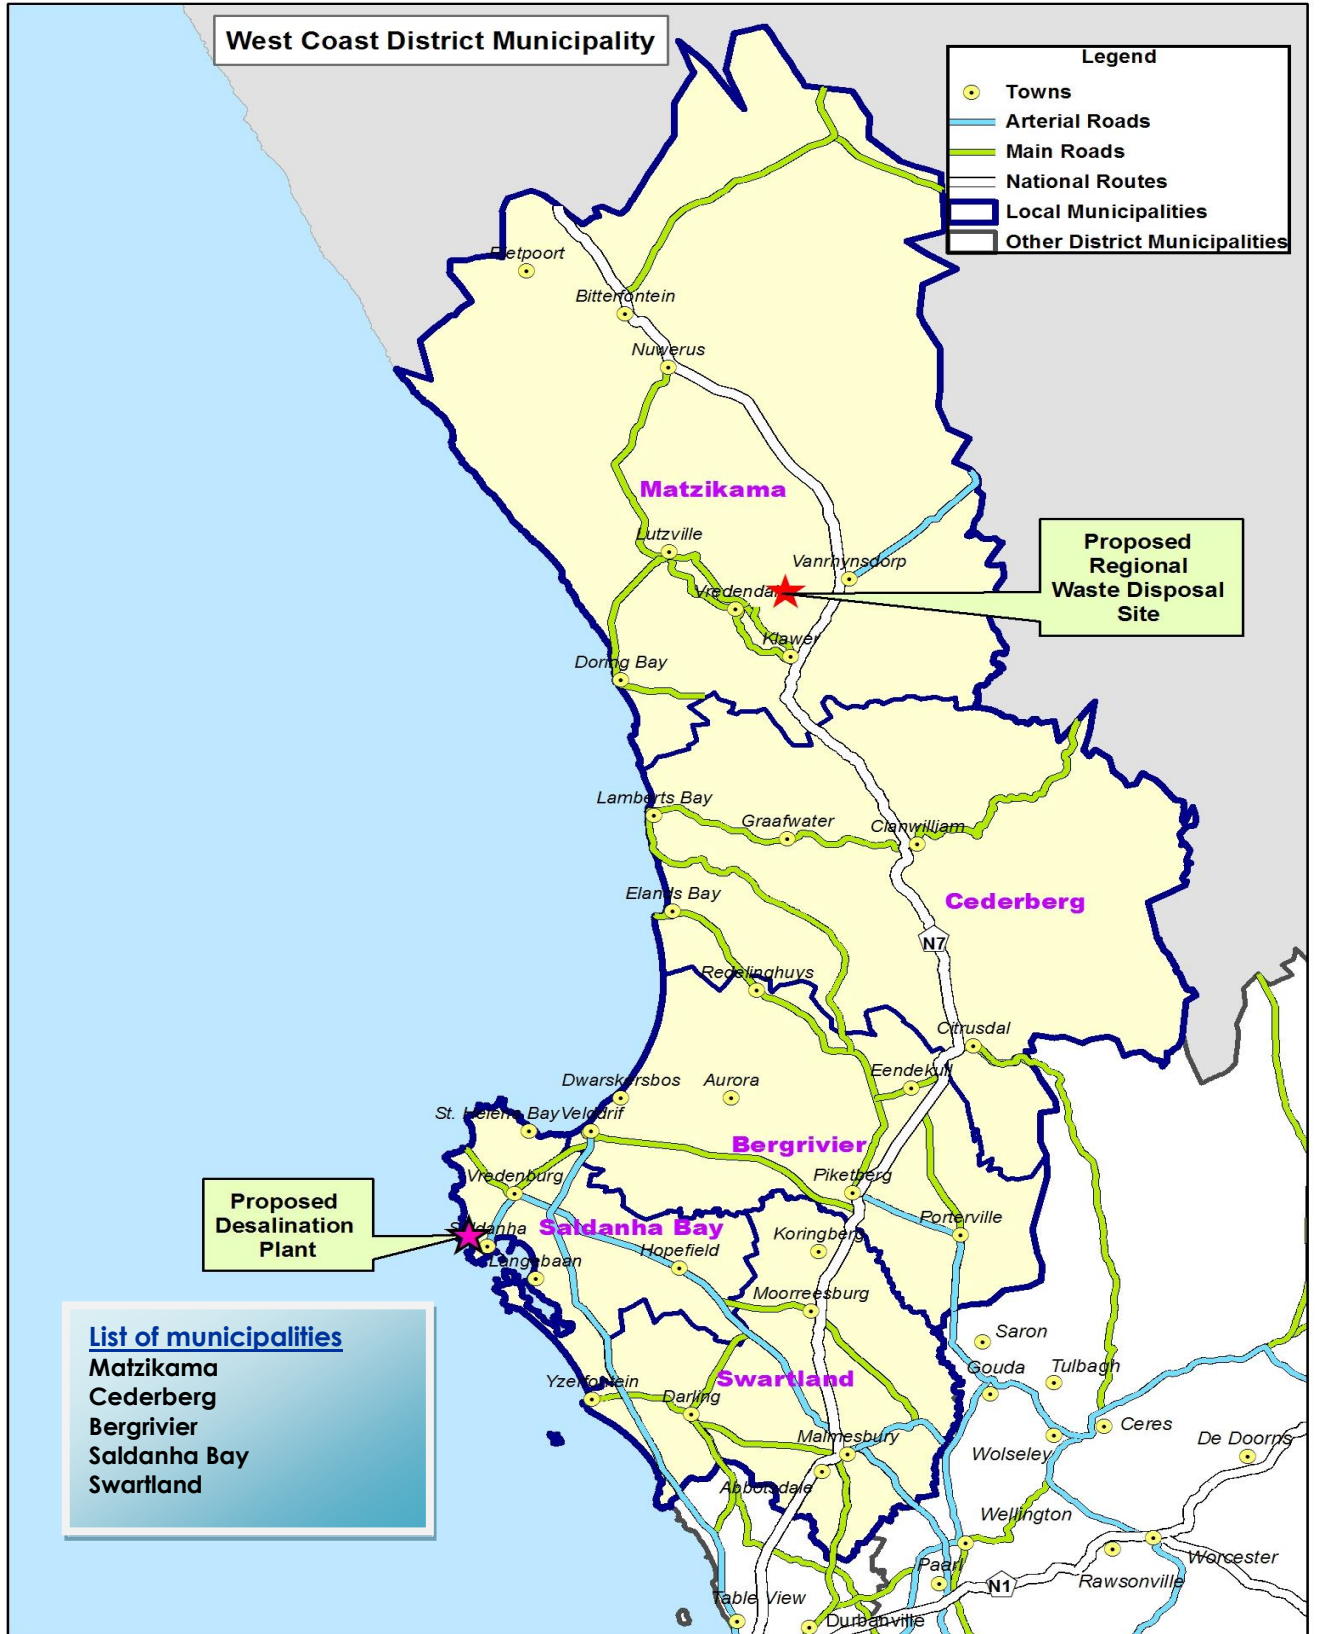 West Coast District Municipality
Legend
Towns
Arterial Roads
Main Roads
National Routes
Local Municipalities
Other District Municipalities
Rietpoort
Bitterfontein
Nuwerus
Matzikama
Lutzville
Vanrhynsdorp
Vredendal
Proposed
Regional
Waste Disposal
Site
Klawer
Doring Bay
Lamberts Bay
Graafwater
Clanwilliam
Elands Bay
Cederberg
N7
Redelinghuys
Citrusdal
Eendekuil
Dwarskersbos
Aurora
St. Helena Bay
Velddrif
Bergrivier
Vredenburg
Piketberg
Proposed
Desalination
Plant
Saldanha
Saldanha Bay
Koringberg
Porterville
Hopefield
Langebaan
Moorreesburg
List of municipalities
Matzikama
Cederberg
Bergrivier
Saldanha Bay
Swartland
Saron
Gouda
Tulbagh
Yzerfontein
Darling
Swartland
Ceres
Malmesbury
Wolseley
De Doorns
Abbotsdale
Wellington
Paarl
N1
Rawsonville
Worcester
Table View
Durbanville